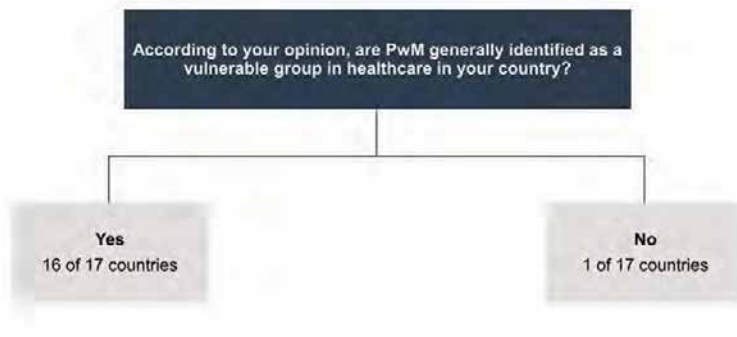 According to your opinion, are PwM generally identified as a
vulnerable group in healthcare in your country?
Yes
16 of 17 countries
No
1 of 17 countries